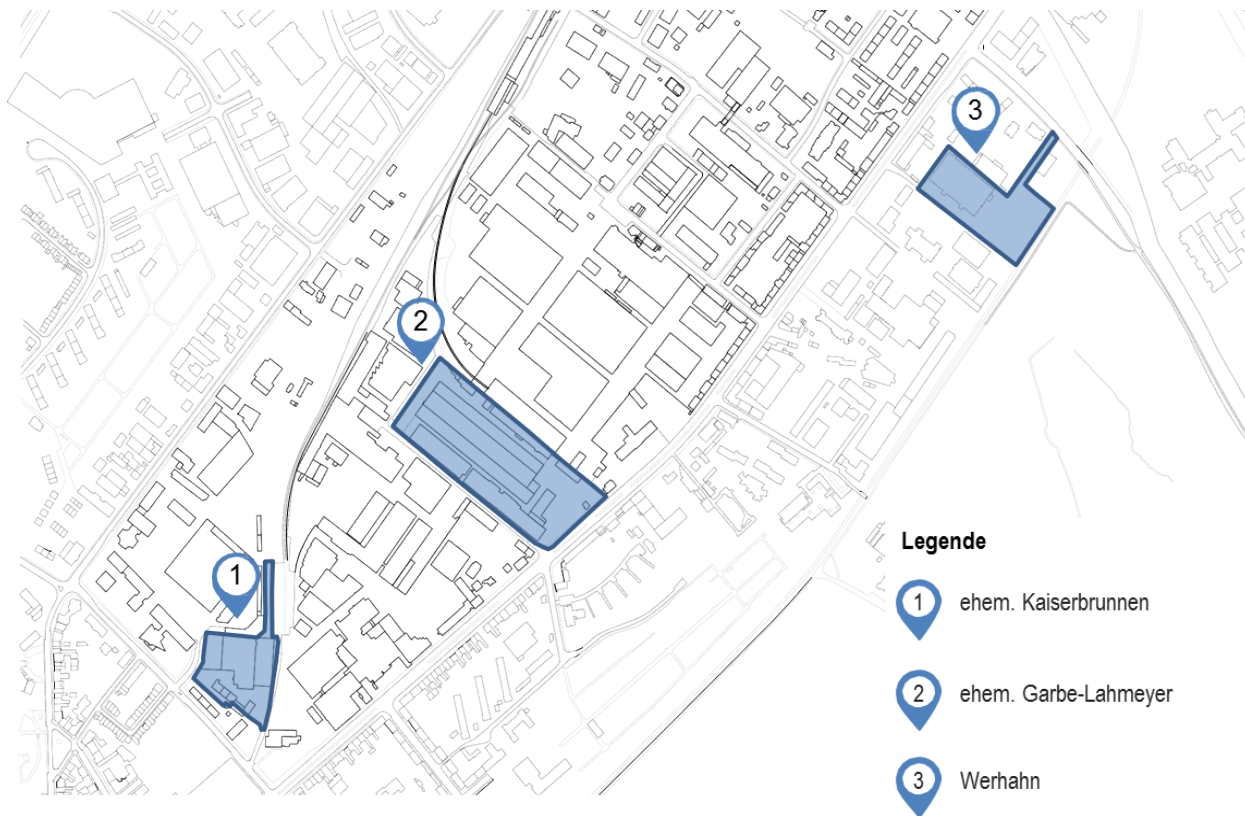 3
2
1
Legende
1 ehem. Kaiserbrunnen
2 ehem. Garbe-Lahmeyer
3 Werhahn